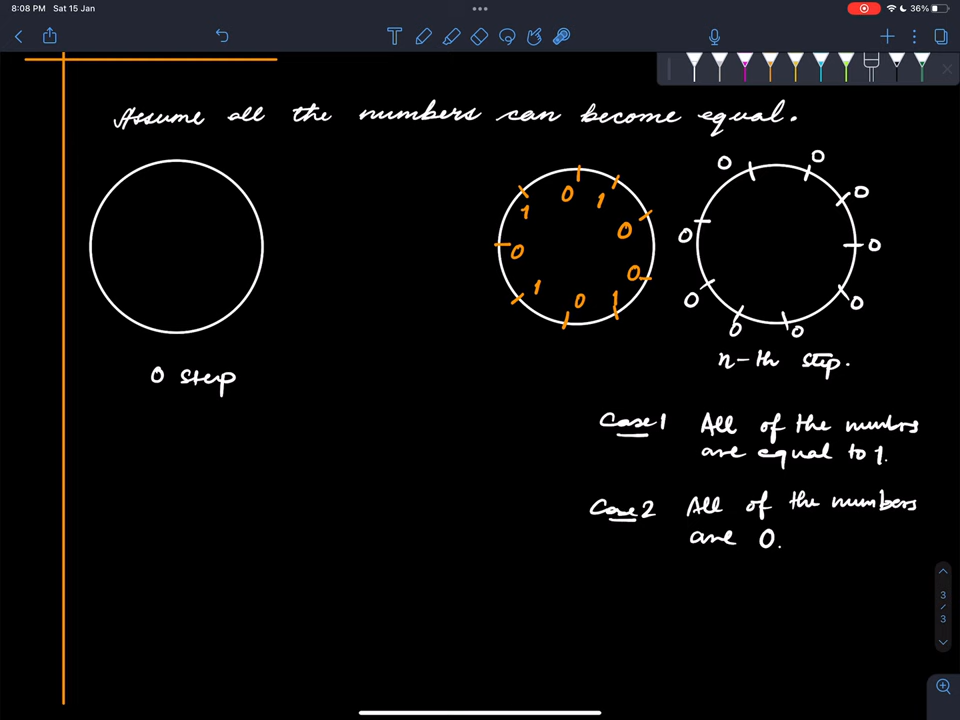 8:08 PM Sat 15 Jan
36%
Assume all the numbers can become equal.
0 0
1 0 1 0 0 1 0 1 0
0 0 0 0 0 0 0
0 step
n-th step.
Case 1 All of the numbrs
are equal to 1.
Case 2 All of the numbers
are 0.
3
/
3